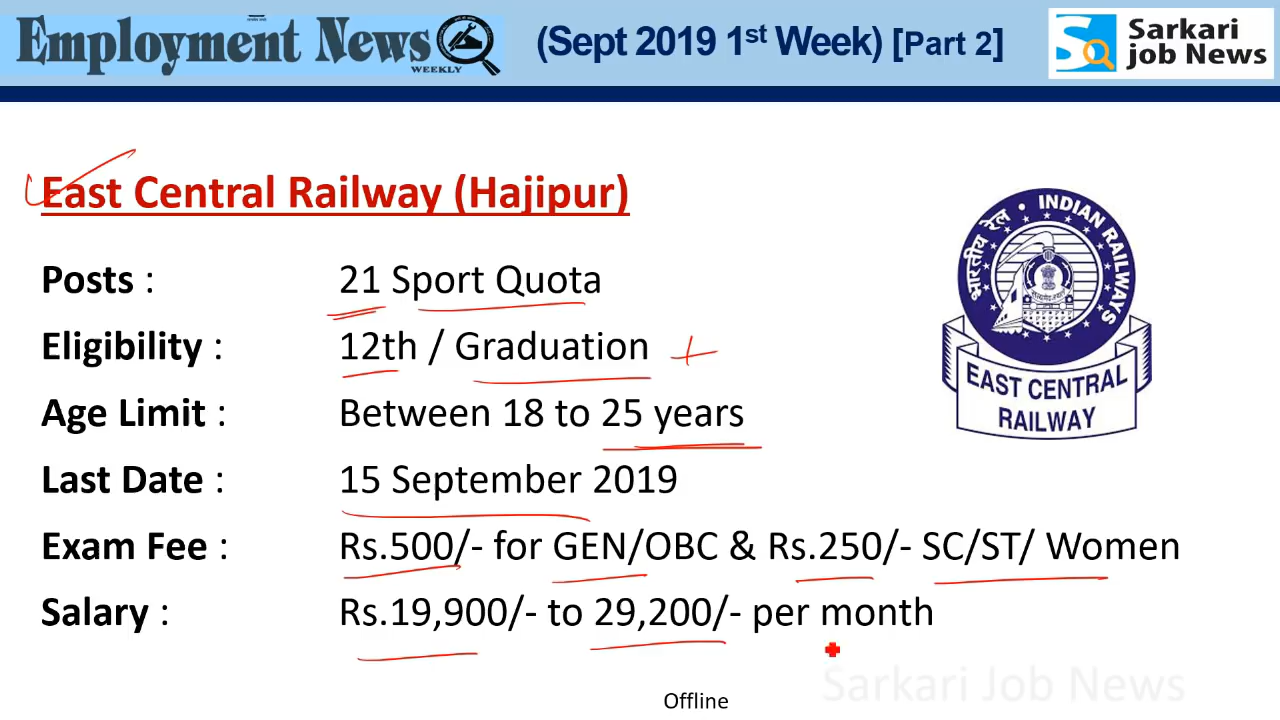 Employment News
WEEKLY
(Sept 2019 1st Week) [Part 2]
Sarkari
job News
East Central Railway (Hajipur)
Posts : 21 Sport Quota
Eligibility : 12th / Graduation +
Age Limit : Between 18 to 25 years
Last Date : 15 September 2019
Exam Fee : Rs.500/- for GEN/OBC & Rs.250/- SC/ST/ Women
Salary : Rs.19,900/- to 29,200/- per month
भारतीय रेल • INDIAN RAILWAYS
EAST CENTRAL
RAILWAY
Sarkari Job News
Offline